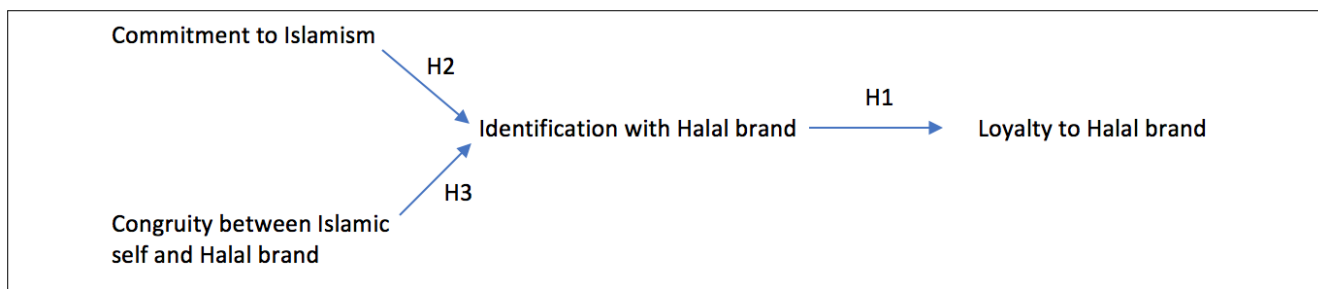 Commitment to Islamism
H2
H1
Identification with Halal brand
Loyalty to Halal brand
H3
Congruity between Islamic
self and Halal brand